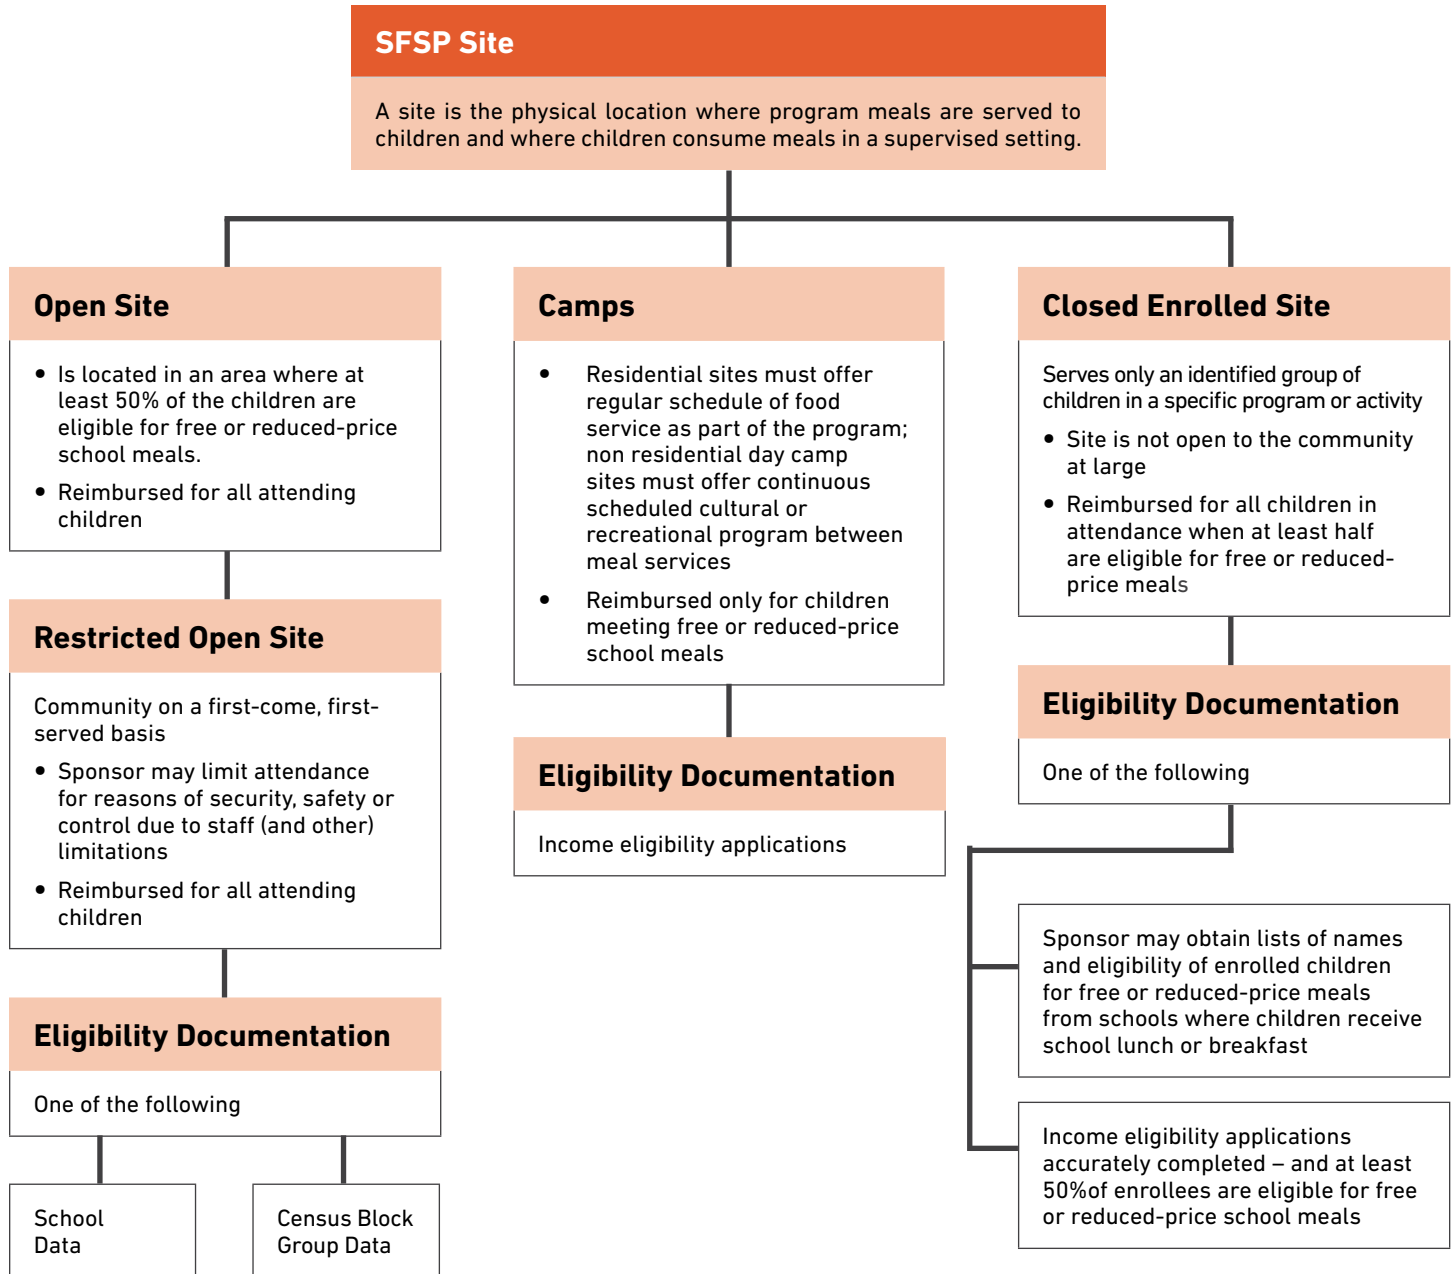 SFSP Site
A site is the physical location where program meals are served to
children and where children consume meals in a supervised setting.
Open Site
• Is located in an area where at
least 50% of the children are
eligible for free or reduced-price
school meals.
• Reimbursed for all attending
children
Restricted Open Site
Community on a first-come, first-
served basis
• Sponsor may limit attendance
for reasons of security, safety or
control due to staff (and other)
limitations
• Reimbursed for all attending
children
Eligibility Documentation
One of the following
School
Data
Census Block
Group Data
Camps
• Residential sites must offer
regular schedule of food
service as part of the program;
non residential day camp
sites must offer continuous
scheduled cultural or
recreational program between
meal services
• Reimbursed only for children
meeting free or reduced-price
school meals
Eligibility Documentation
Income eligibility applications
Closed Enrolled Site
Serves only an identified group of
children in a specific program or activity
• Site is not open to the community
at large
• Reimbursed for all children in
attendance when at least half
are eligible for free or reduced-
price meals
Eligibility Documentation
One of the following
Sponsor may obtain lists of names
and eligibility of enrolled children
for free or reduced-price meals
from schools where children receive
school lunch or breakfast
Income eligibility applications
accurately completed – and at least
50%of enrollees are eligible for free
or reduced-price school meals